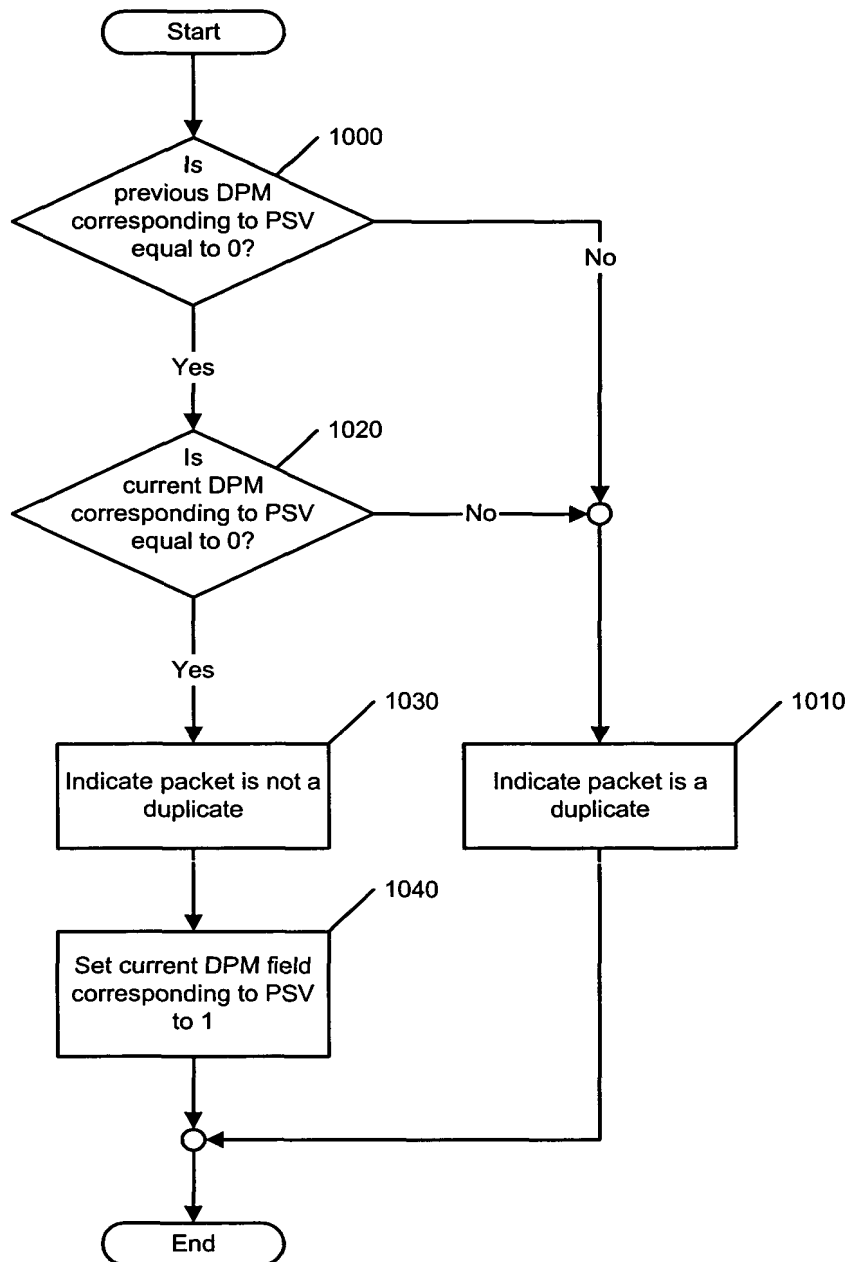 Start
1000
Is
previous DPM
corresponding to PSV
equal to 0?
No
Yes
1020
Is
current DPM
corresponding to PSV
equal to 0?
No
Yes
1030
Indicate packet is not a
duplicate
1010
Indicate packet is a
duplicate
1040
Set current DPM field
corresponding to PSV
to 1
End